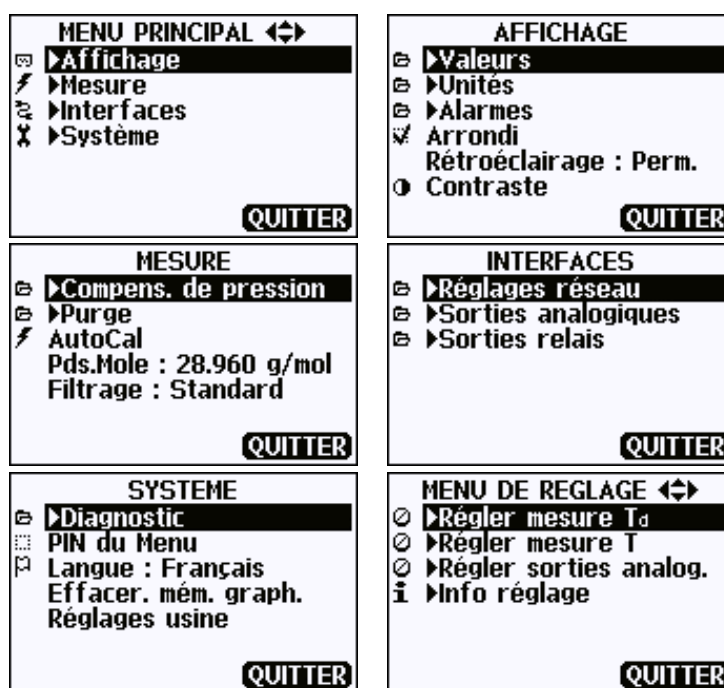 MENU PRINCIPAL
▶Affichage
▶Mesure
▶Interfaces
▶Système
QUITTER
AFFICHAGE
▶Valeurs
▶Unités
▶Alarmes
Arrondi
Rétroéclairage : Perm.
Contraste
QUITTER
MESURE
▶Compens. de pression
▶Purge
AutoCal
Pds.Mole : 28.960 g/mol
Filtrage : Standard
QUITTER
INTERFACES
▶Réglages réseau
▶Sorties analogiques
▶Sorties relais
QUITTER
SYSTEME
▶Diagnostic
PIN du Menu
Langue : Français
Effacer. mém. graph.
Réglages usine
QUITTER
MENU DE REGLAGE
▶Régler mesure Td
▶Régler mesure T
▶Régler sorties analog.
▶Info réglage
QUITTER